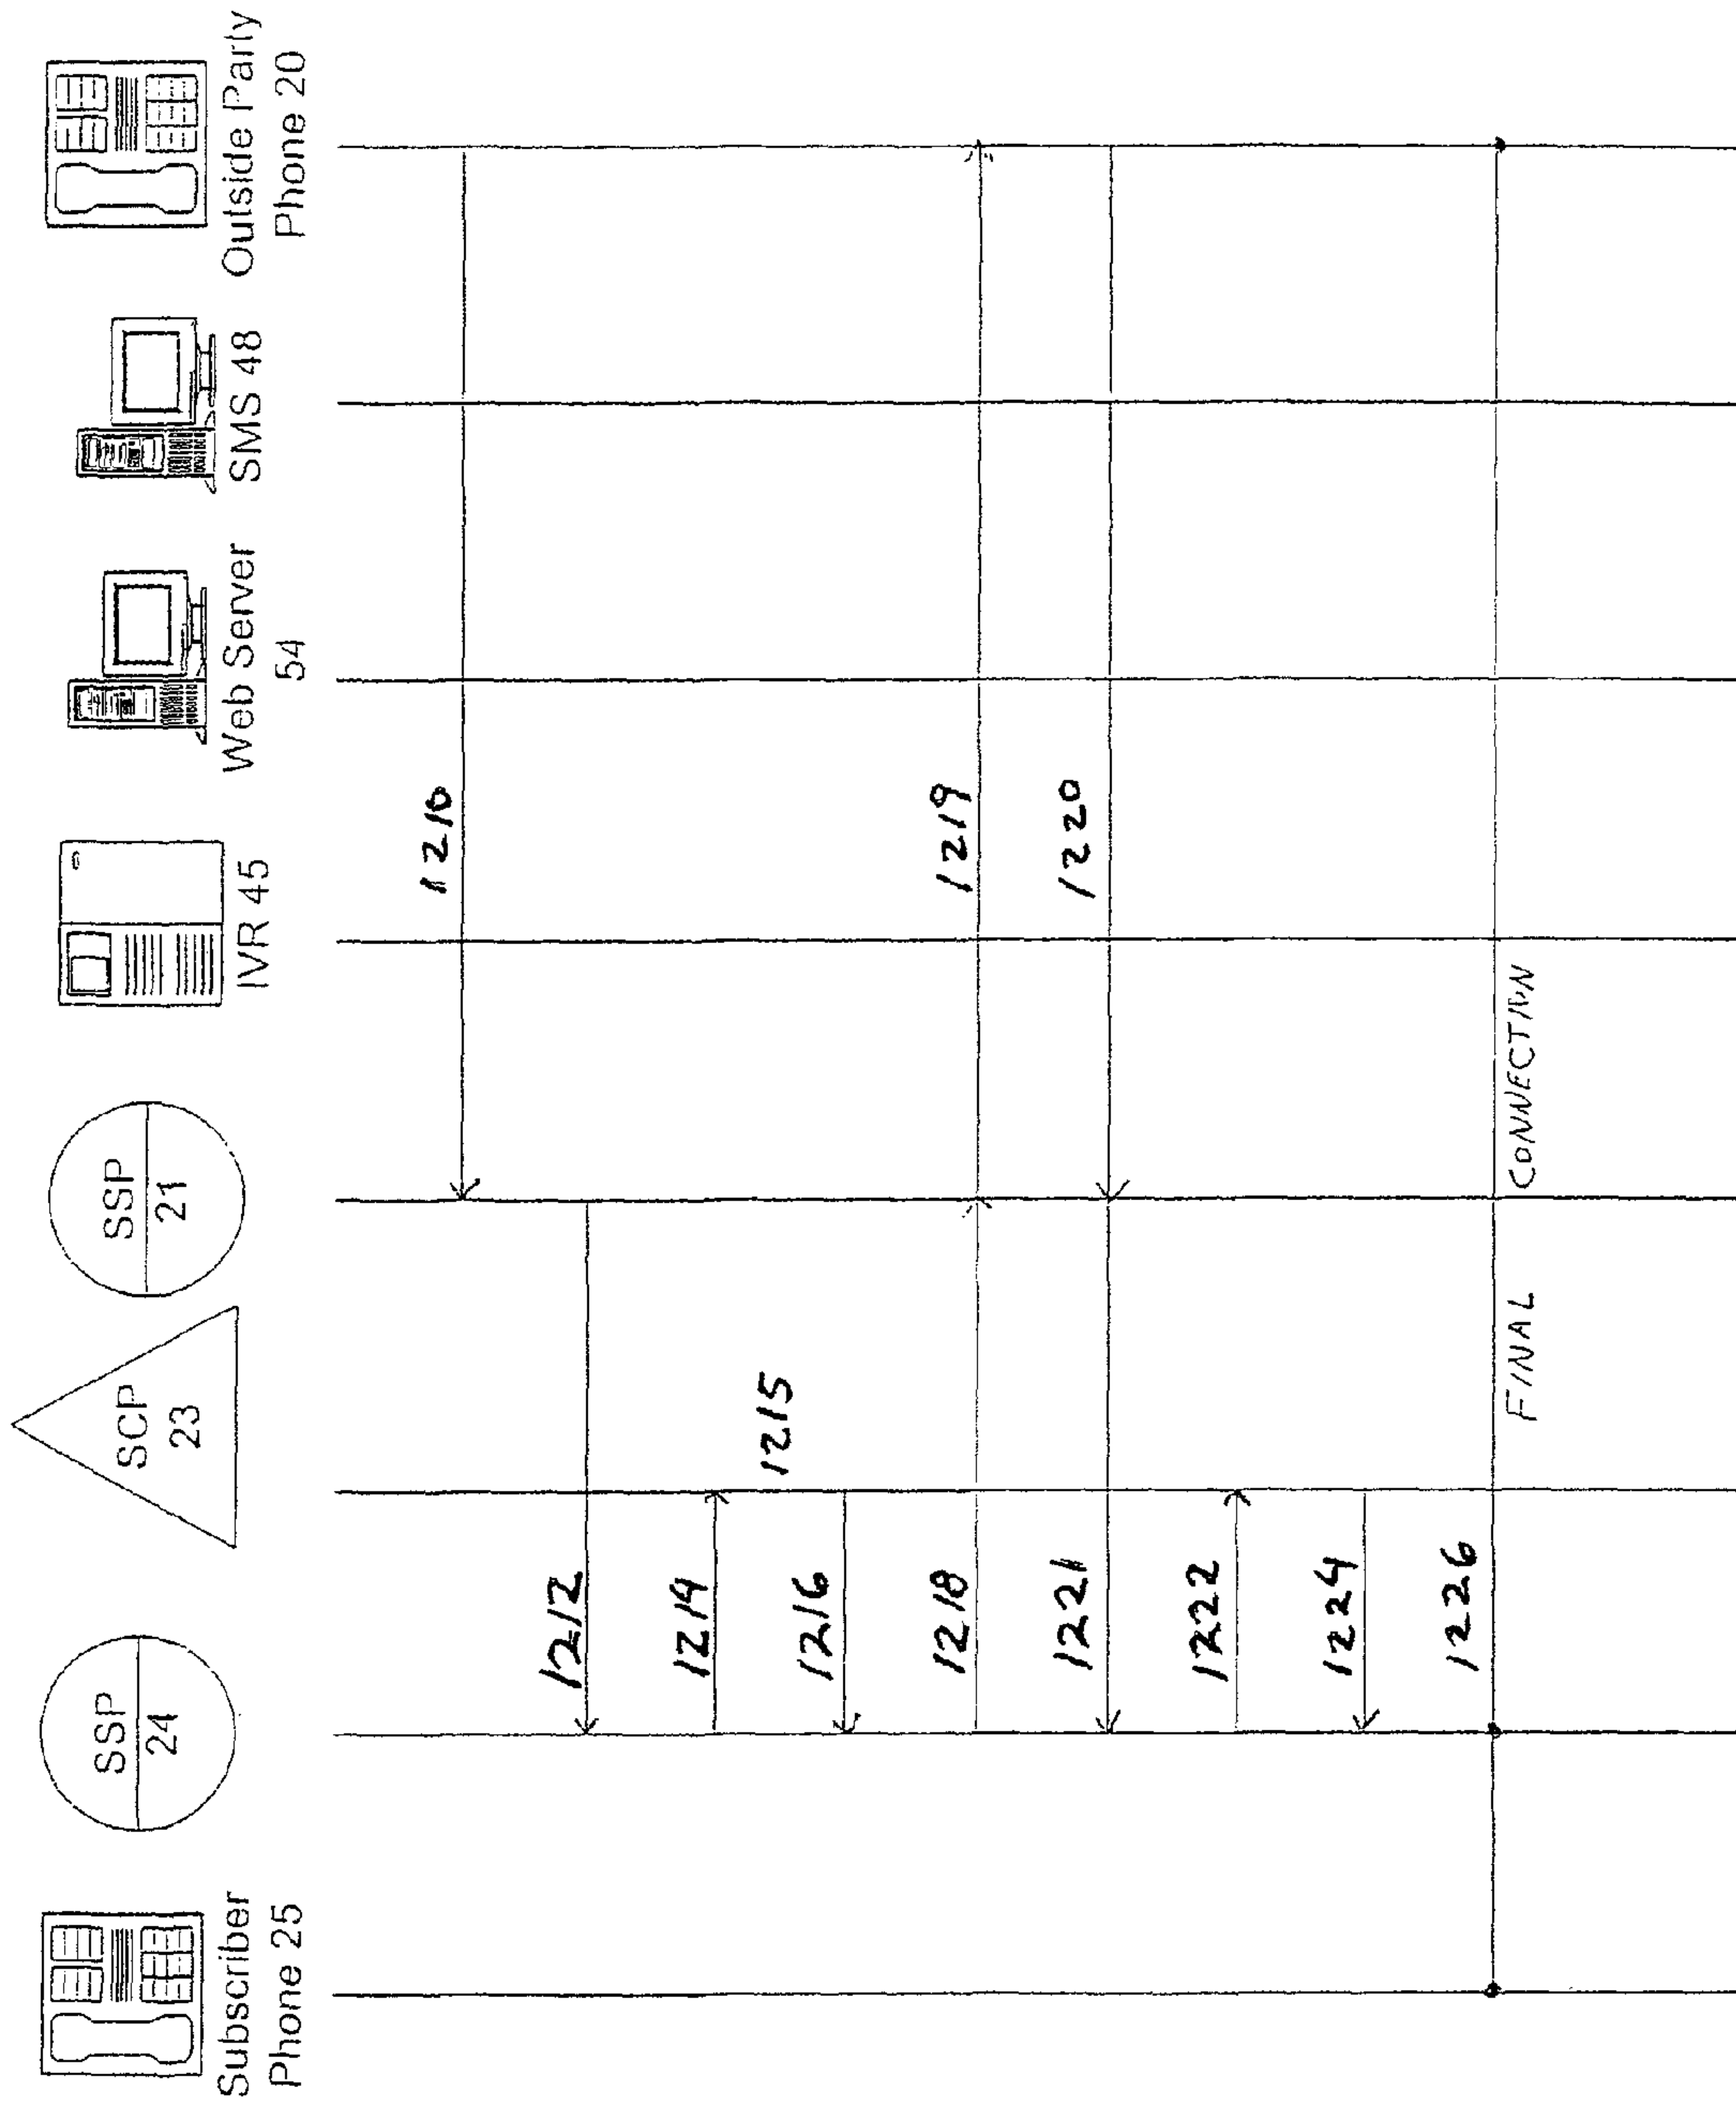 Subscriber
Phone 25
SSP
24
SCP
23
SSP
21
IVR 45
Web Server
54
SMS 48
Outside Party
Phone 20
1210
1212
1214
1215
1216
1218
1219
1220
1221
1222
1224
1226
FINAL CONNECTION